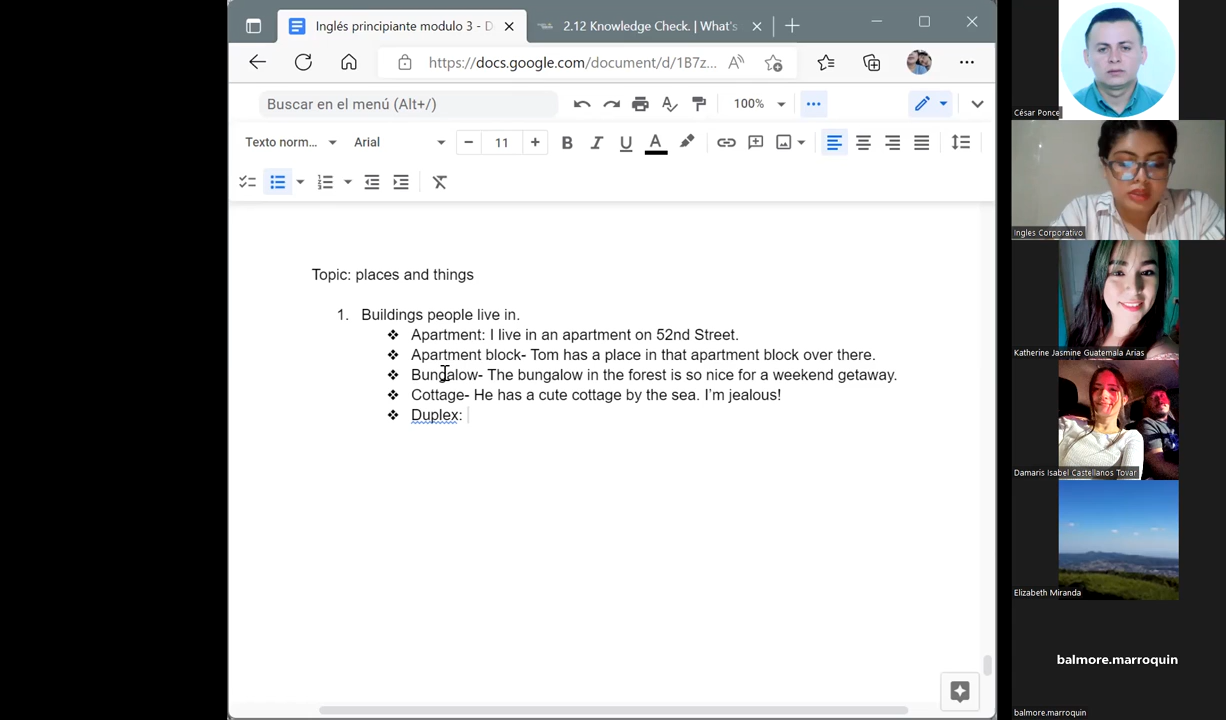 Inglés principiante modulo 3 - D
2.12 Knowledge Check. | What's
https://docs.google.com/document/d/1B7z...
Buscar en el menú (Alt+/)
100%
Texto norm...
Arial
11
Topic: places and things
1. Buildings people live in.
❖ Apartment: I live in an apartment on 52nd Street.
❖ Apartment block- Tom has a place in that apartment block over there.
❖ Bungalow- The bungalow in the forest is so nice for a weekend getaway.
❖ Cottage- He has a cute cottage by the sea. I'm jealous!
❖ Duplex:
César Ponce
Ingles Corporativo
Katherine Jasmine Guatemala Arias
Damaris Isabel Castellanos Tovar
Elizabeth Miranda
balmore.marroquin
balmore.marroquin